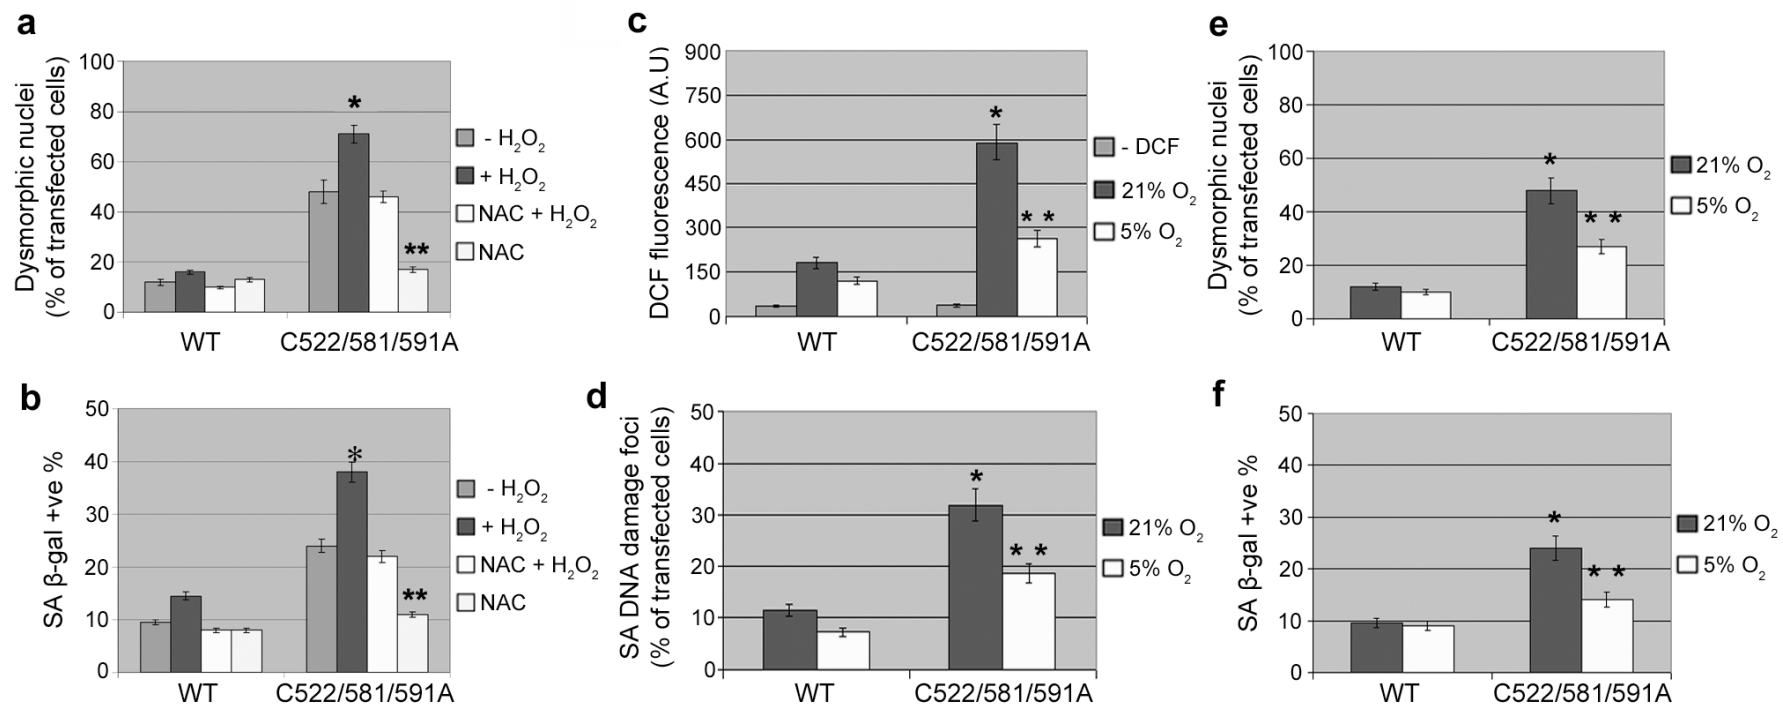 a
Dysmorphic nuclei
(% of transfected cells)
100
80
60
40
20
0
*
**
WT
C522/581/591A
- H₂O₂
+ H₂O₂
NAC + H₂O₂
NAC
b
SA β-gal +ve %
50
40
30
20
10
0
*
**
WT
C522/581/591A
- H₂O₂
+ H₂O₂
NAC + H₂O₂
NAC
c
DCF fluorescence (A.U)
900
750
600
450
300
150
0
*
* *
WT
C522/581/591A
- DCF
21% O₂
5% O₂
d
SA DNA damage foci
(% of transfected cells)
50
40
30
20
10
0
*
* *
WT
C522/581/591A
21% O₂
5% O₂
e
Dysmorphic nuclei
(% of transfected cells)
100
80
60
40
20
0
*
* *
WT
C522/581/591A
21% O₂
5% O₂
f
SA β-gal +ve %
50
40
30
20
10
0
*
* *
WT
C522/581/591A
21% O₂
5% O₂